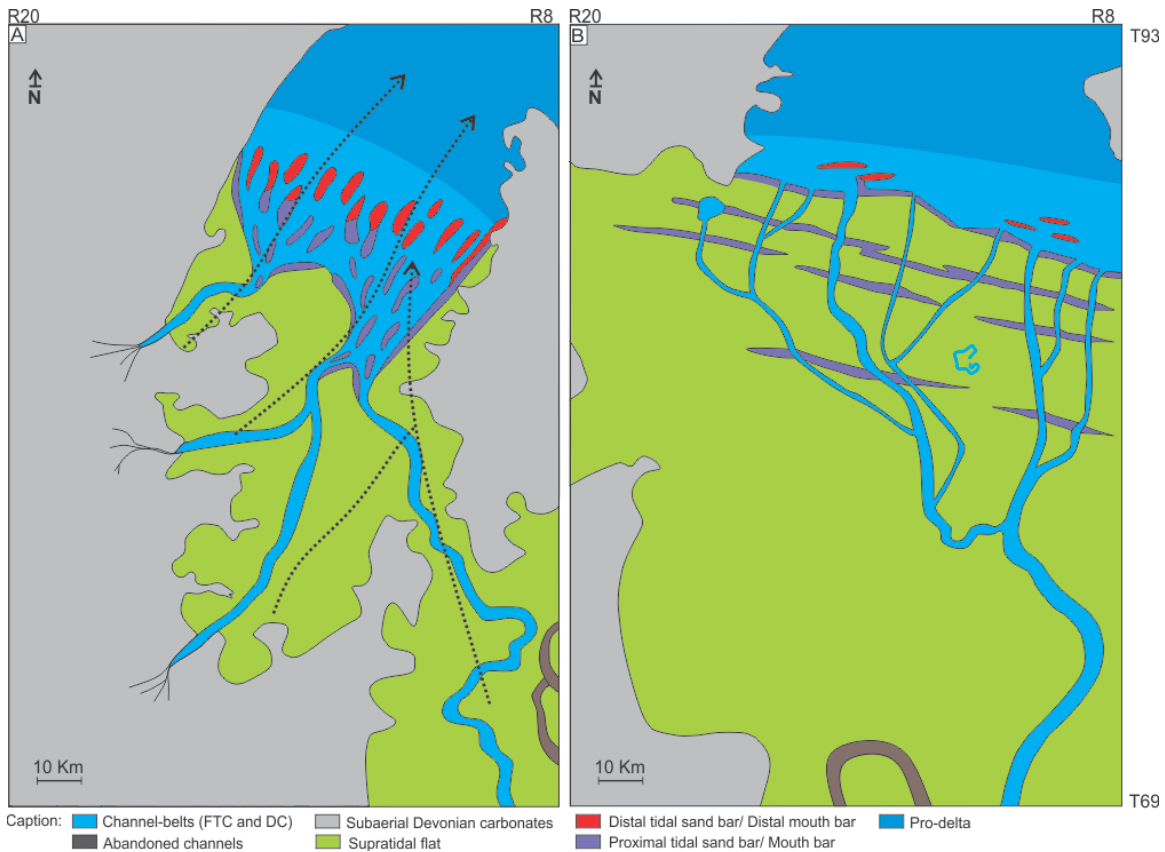 R20 R8 R20 R8
A B T93
N N
10 Km 10 Km
T69
Caption: Channel-belts (FTC and DC) Subaerial Devonian carbonates Distal tidal sand bar/ Distal mouth bar Pro-delta
Abandoned channels Supratidal flat Proximal tidal sand bar/ Mouth bar